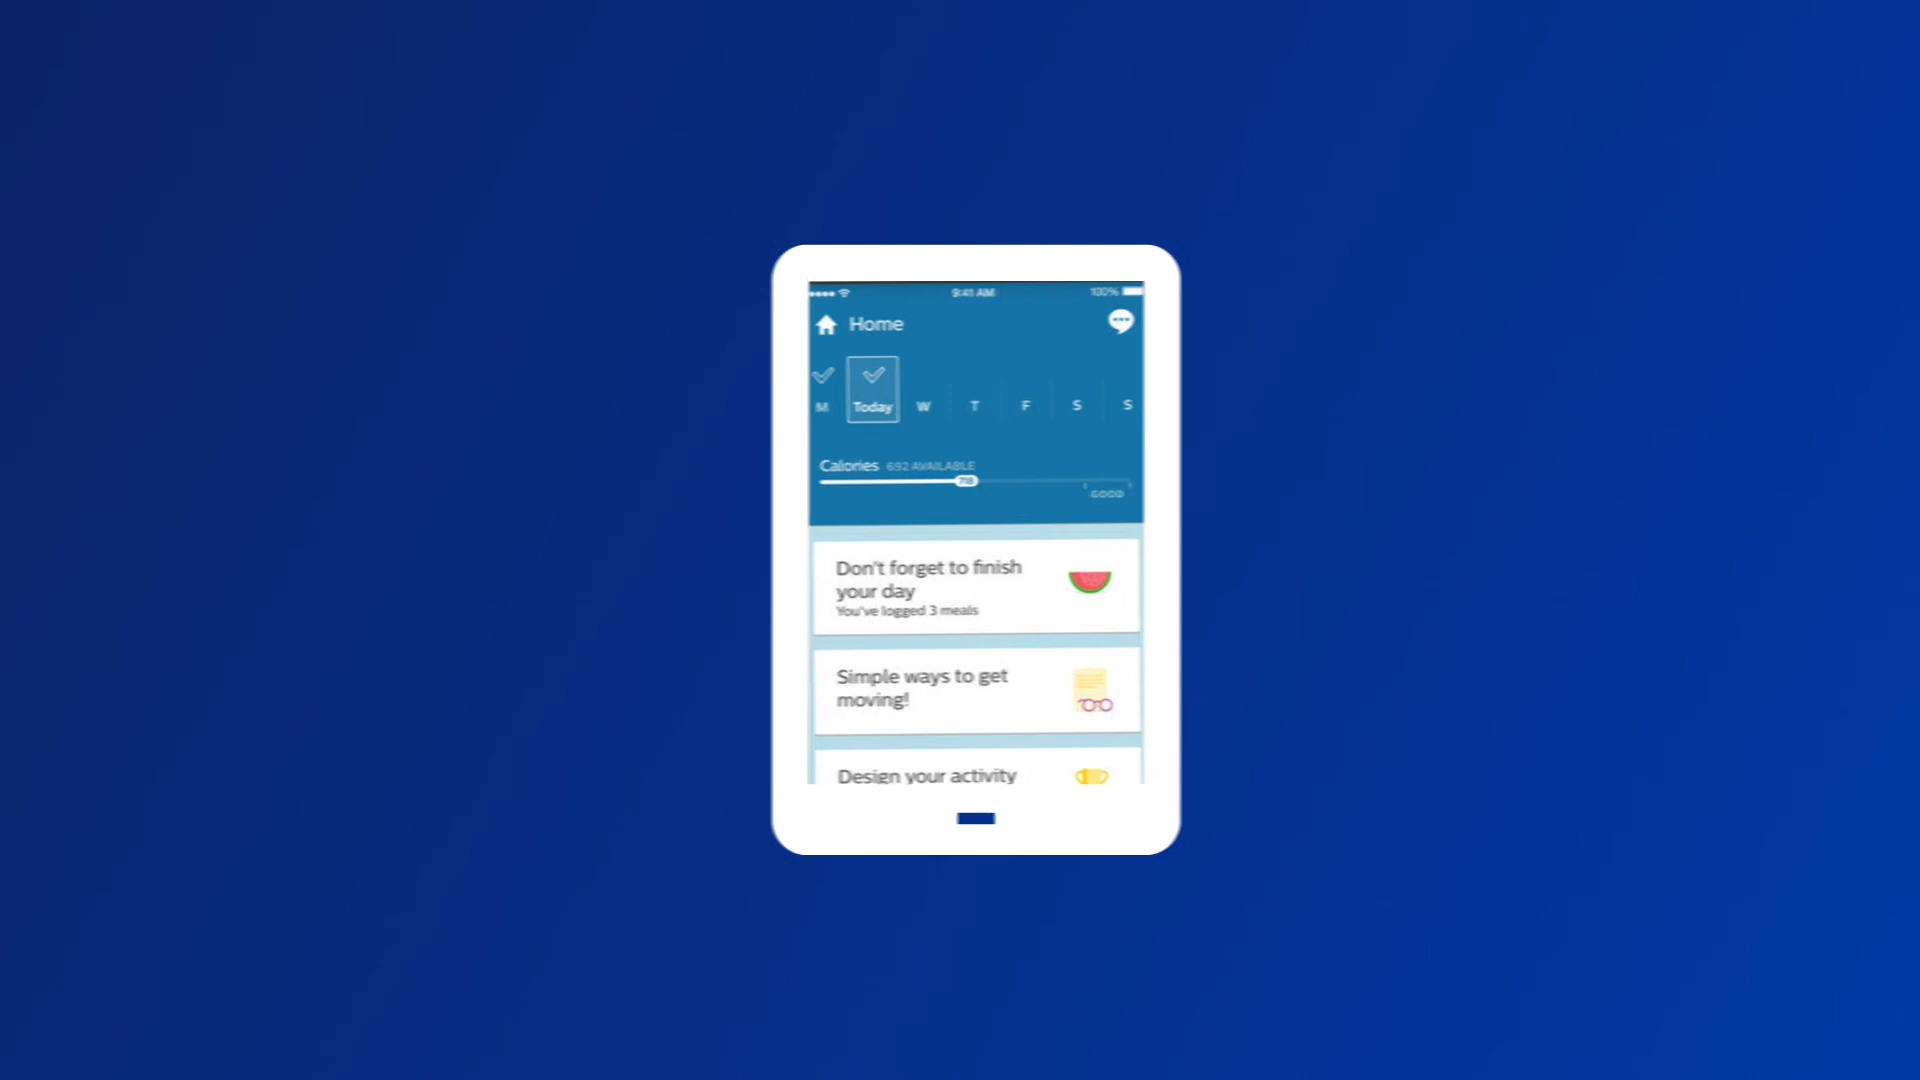 9:41 AM 100%
Home
M Today W T F S S
Calories 692 AVAILABLE
718
GOOD
Don't forget to finish
your day
You've logged 3 meals
Simple ways to get
moving!
Design your activity